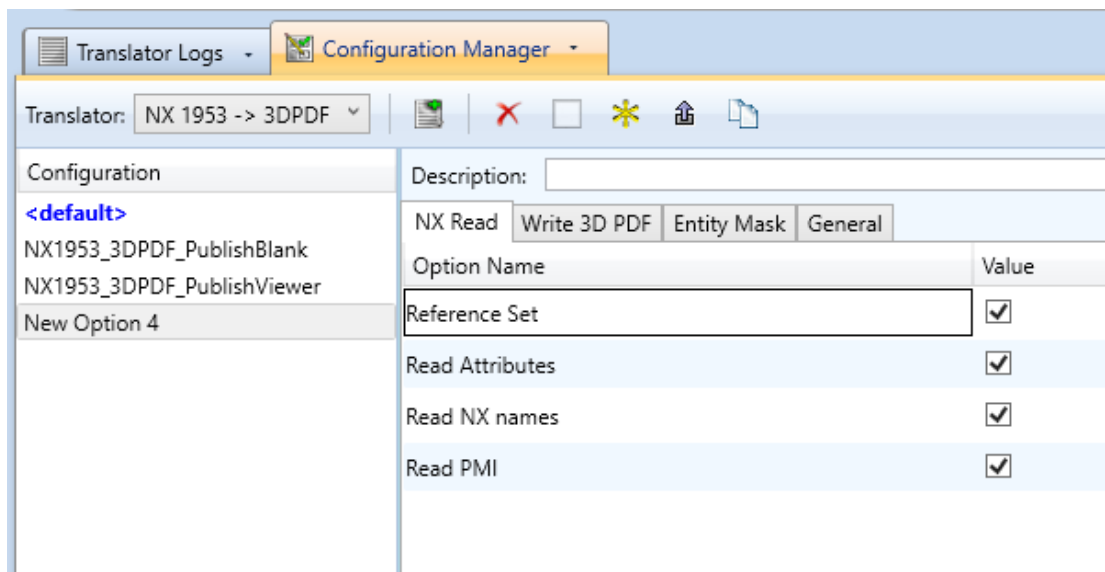 Translator Logs
Configuration Manager
Translator: NX 1953 -> 3DPDF
Configuration
<default>
NX1953_3DPDF_PublishBlank
NX1953_3DPDF_PublishViewer
New Option 4
Description:
NX Read Write 3D PDF Entity Mask General
Option Name Value
Reference Set
Read Attributes
Read NX names
Read PMI